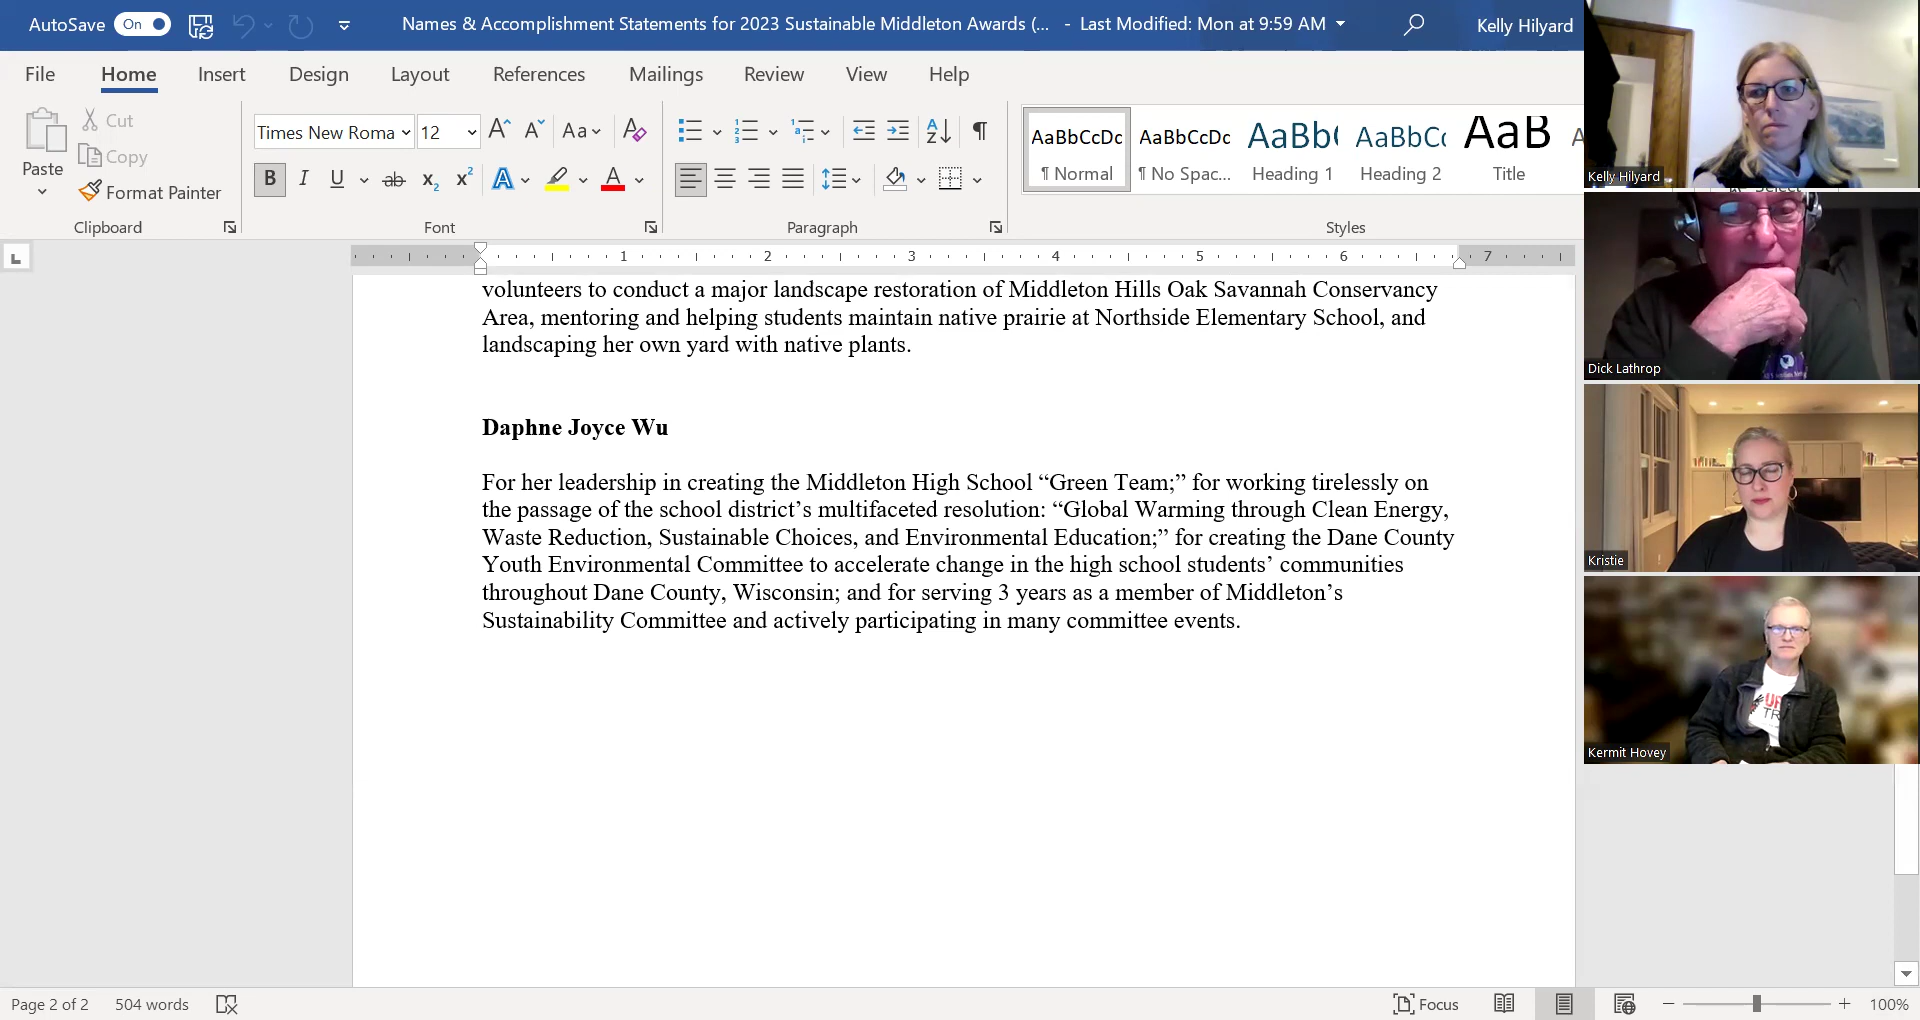 AutoSave On Names & Accomplishment Statements for 2023 Sustainable Middleton Awards (... - Last Modified: Mon at 9:59 AM Kelly Hilyard
File Home Insert Design Layout References Mailings Review View Help
Paste
Cut
Copy
Format Painter
Clipboard
Times New Roma 12
Font
Paragraph
AaBbCcDc AaBbCcDc AaBb( AaBbC( AaB
¶ Normal ¶ No Spac... Heading 1 Heading 2 Title
Styles
Select
1 2 3 4 5 6 7
volunteers to conduct a major landscape restoration of Middleton Hills Oak Savannah Conservancy
Area, mentoring and helping students maintain native prairie at Northside Elementary School, and
landscaping her own yard with native plants.
Daphne Joyce Wu
For her leadership in creating the Middleton High School “Green Team;” for working tirelessly on
the passage of the school district’s multifaceted resolution: “Global Warming through Clean Energy,
Waste Reduction, Sustainable Choices, and Environmental Education;” for creating the Dane County
Youth Environmental Committee to accelerate change in the high school students’ communities
throughout Dane County, Wisconsin; and for serving 3 years as a member of Middleton’s
Sustainability Committee and actively participating in many committee events.
Kelly Hilyard
Dick Lathrop
Kristie
Kermit Hovey
Page 2 of 2 504 words Focus 100%